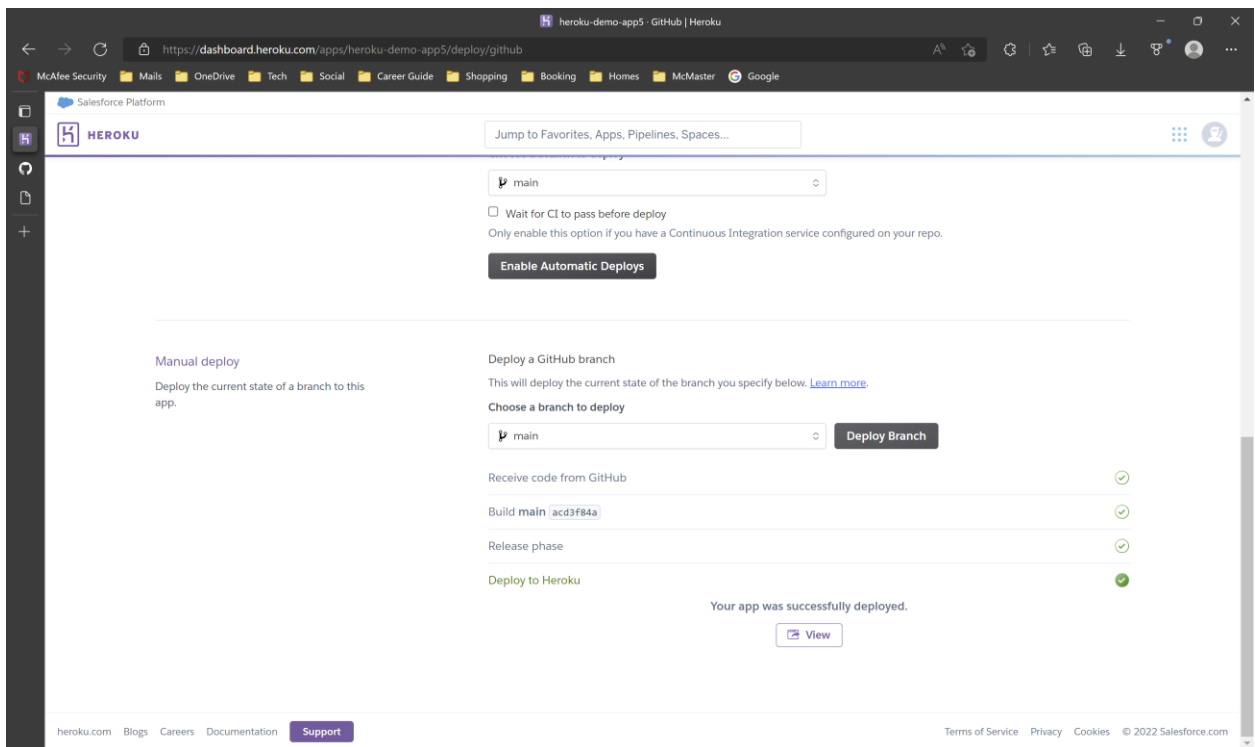 heroku-demo-app5 · GitHub | Heroku
https://dashboard.heroku.com/apps/heroku-demo-app5/deploy/github
McAfee Security Mails OneDrive Tech Social Career Guide Shopping Booking Homes McMaster Google
Salesforce Platform
HEROKU
Jump to Favorites, Apps, Pipelines, Spaces...
main
Wait for CI to pass before deploy
Only enable this option if you have a Continuous Integration service configured on your repo.
Enable Automatic Deploys
Manual deploy
Deploy the current state of a branch to this
app.
Deploy a GitHub branch
This will deploy the current state of the branch you specify below. Learn more.
Choose a branch to deploy
main
Deploy Branch
Receive code from GitHub
Build main acd3f84a
Release phase
Deploy to Heroku
Your app was successfully deployed.
View
heroku.com Blogs Careers Documentation Support
Terms of Service Privacy Cookies © 2022 Salesforce.com